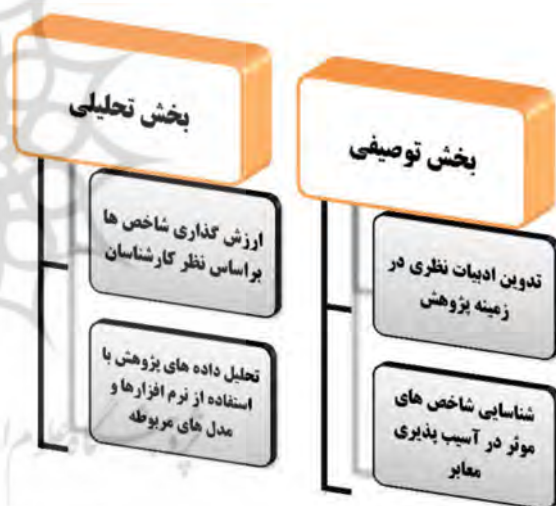 بخش توصیفی
تدوین ادبیات نظری در
زمینه پژوهش
شناسایی شاخص های
موثر در آسیب پذیری
معابر
بخش تحلیلی
ارزش گذاری شاخص ها
براساس نظر کارشناسان
تحلیل داده های پژوهش با
استفاده از نرم افزارها و
مدل های مربوطه